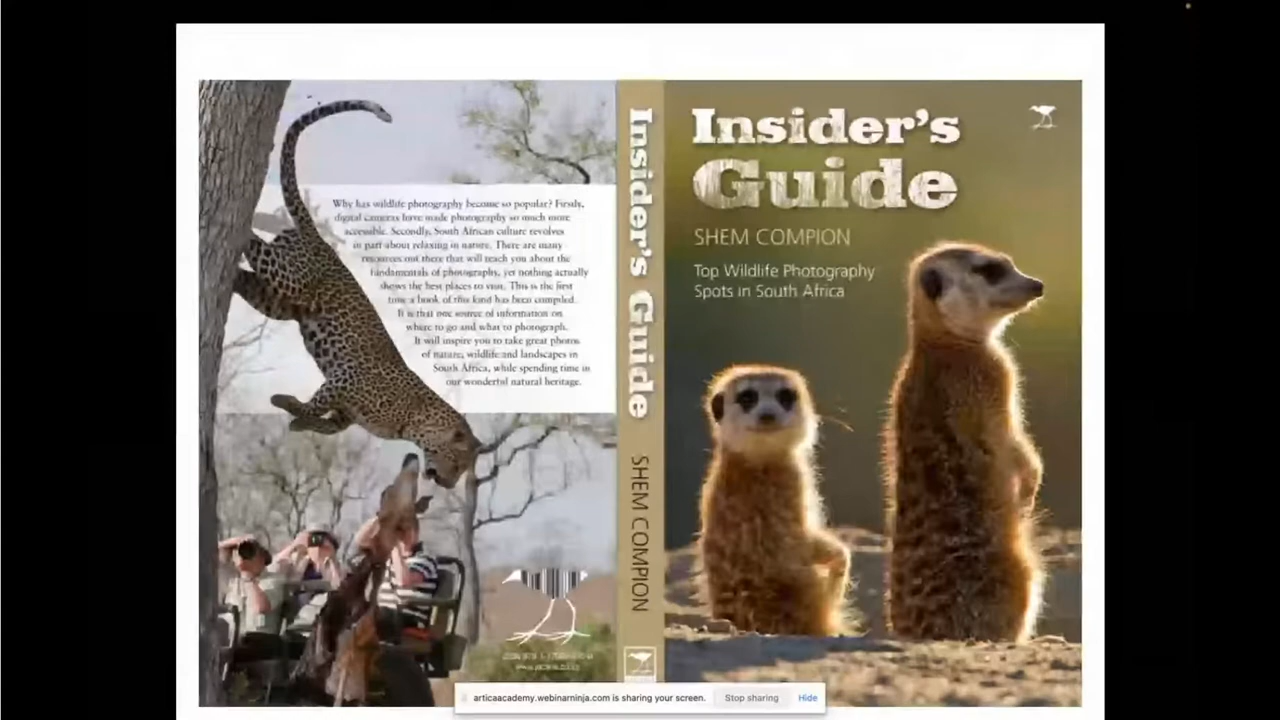 Why has wildlife photography become so popular? Firstly,
digital cameras have made photography so much more
accessible. Secondly, South African culture revolves
in part about relaxing in nature. There are many
resources out there that will teach you about the
fundamentals of photography, yet nothing actually
shows the best places to visit. This is the first
time a book of this kind has been compiled.
It is that one source of information on
where to go and what to photograph.
It will inspire you to take great photos
of nature, wildlife and landscapes in
South Africa, while spending time in
our wonderful natural heritage.
Insider's Guide
SHEM COMPION
Insider's
Guide
SHEM COMPION
Top Wildlife Photography
Spots in South Africa
articaacademy.webinarninja.com is sharing your screen.
Stop sharing
Hide